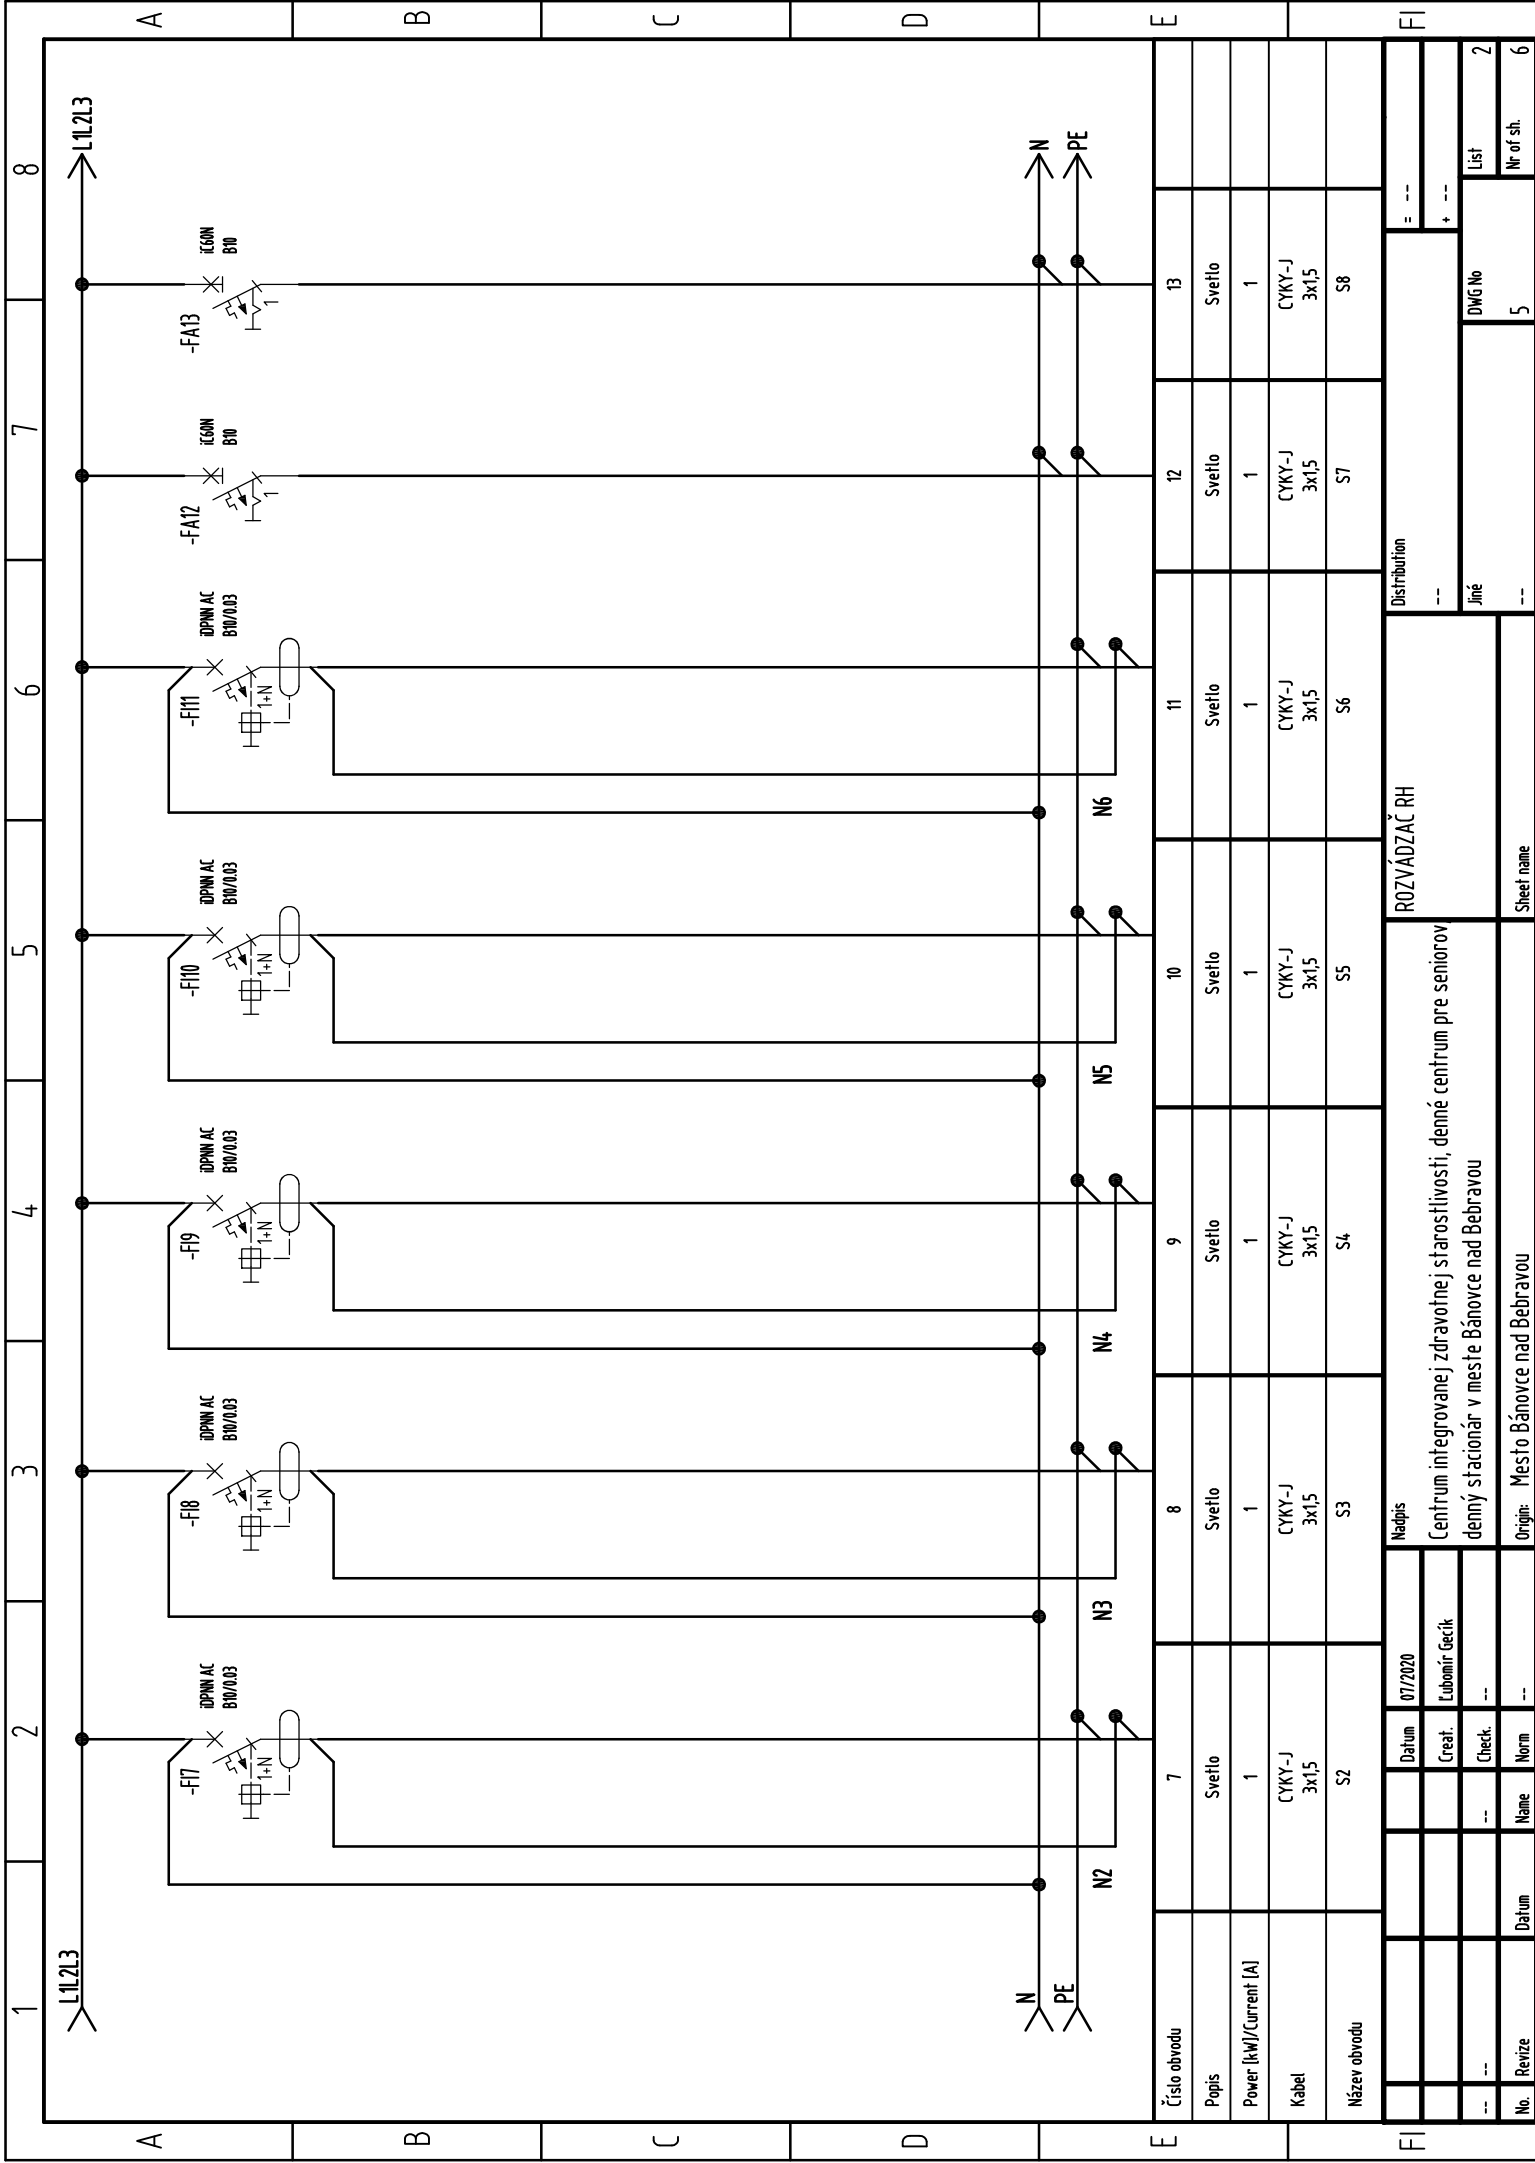 1 2 3 4 5 6 7 8
A A
B B
C C
D D
E E
FI FI
L1L2L3 L1L2L3
-FI7
iDPNN AC
B10/0.03
1+N
-FI8
iDPNN AC
B10/0.03
1+N
-FI9
iDPNN AC
B10/0.03
1+N
-FI10
iDPNN AC
B10/0.03
1+N
-FI11
iDPNN AC
B10/0.03
1+N
-FA12
iC60N
B10
1
-FA13
iC60N
B10
1
N N
PE PE
N2 N3 N4 N5 N6
Číslo obvodu 7 8 9 10 11 12 13
Popis Svetlo Svetlo Svetlo Svetlo Svetlo Svetlo Svetlo
Power [kW]/Current [A] 1 1 1 1 1 1 1
Kabel CYKY-J CYKY-J CYKY-J CYKY-J CYKY-J CYKY-J CYKY-J
3x1,5 3x1,5 3x1,5 3x1,5 3x1,5 3x1,5 3x1,5
Název obvodu S2 S3 S4 S5 S6 S7 S8
Datum 07/2020
Creat. Ľubomír Gecík
-- -- -- Check. --
No. Revize Datum Name Norm --
Nadpis
Centrum integrovanej zdravotnej starostlivosti, denné centrum pre seniorov,
denný stacionár v meste Bánovce nad Bebravou
Origin: Mesto Bánovce nad Bebravou
ROZVÁDZAČ RH
Sheet name
Distribution
--
= --
+ --
Jiné
--
DWG No
5
List 2
Nr of sh. 6